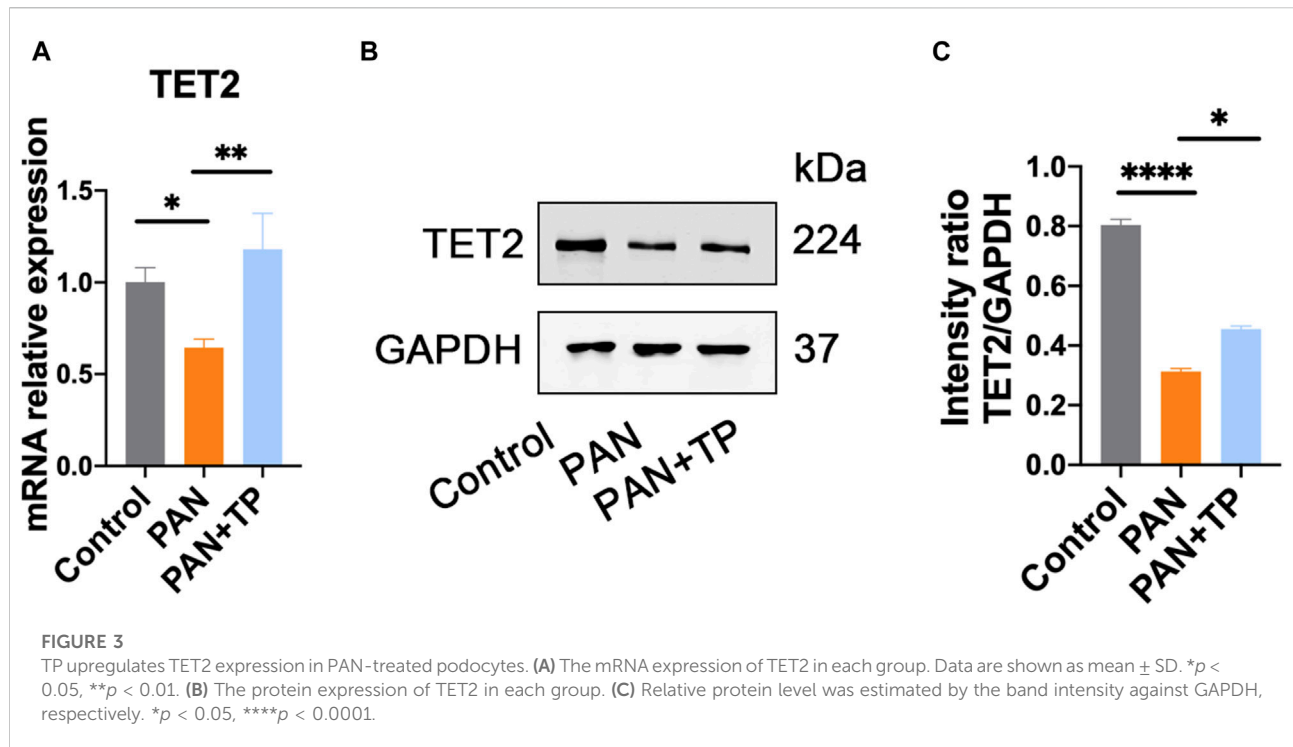 A
TET2
mRNA relative expression
1.5
1.0
0.5
0.0
*
**
Control
PAN
PAN+TP
B
kDa
TET2
224
GAPDH
37
Control
PAN
PAN+TP
C
Intensity ratio
TET2/GAPDH
1.0
0.8
0.6
0.4
0.2
0.0
****
*
Control
PAN
PAN+TP
FIGURE 3
TP upregulates TET2 expression in PAN-treated podocytes. (A) The mRNA expression of TET2 in each group. Data are shown as mean ± SD. *p <
0.05, **p < 0.01. (B) The protein expression of TET2 in each group. (C) Relative protein level was estimated by the band intensity against GAPDH,
respectively. *p < 0.05, ****p < 0.0001.